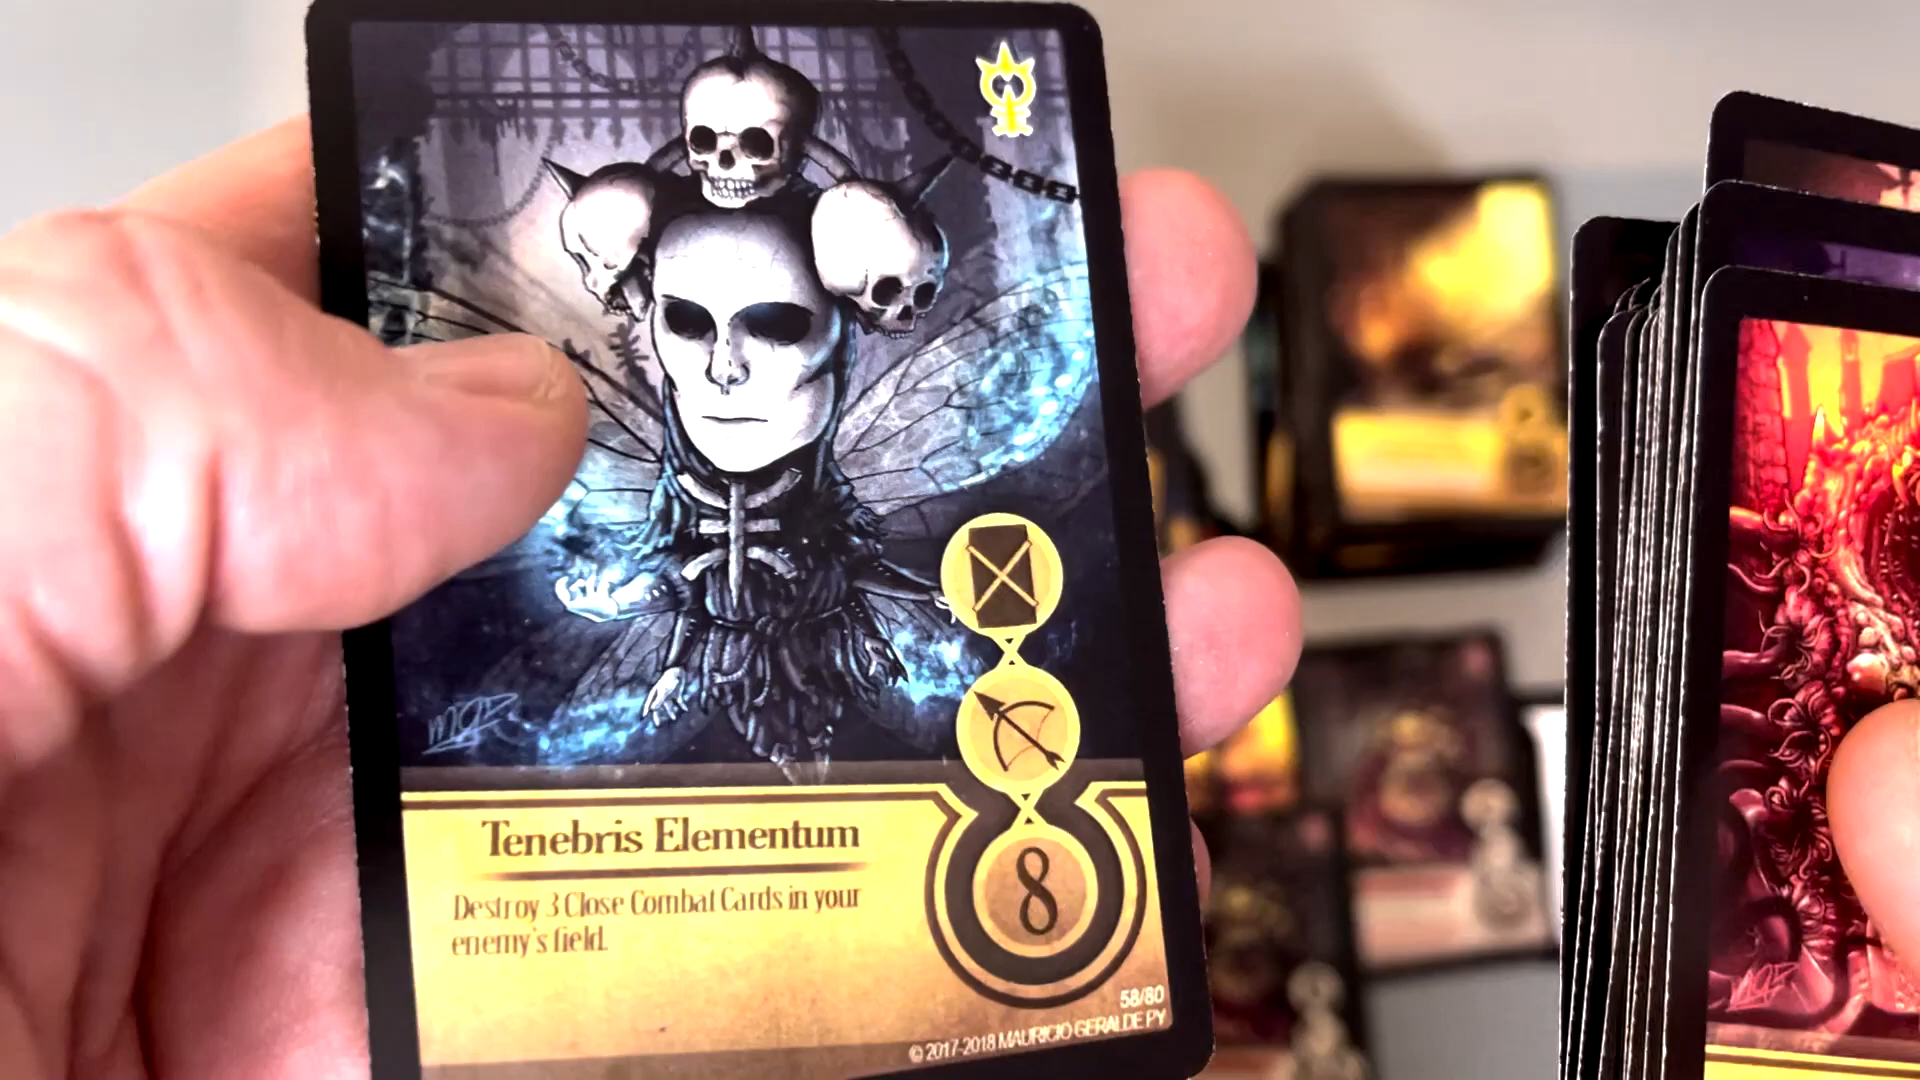 Tenebris Elementum
Destroy 3 Close Combat Cards in your
enemy's field.
8
58/80
© 2017-2018 MAURICIO GERALDE PY